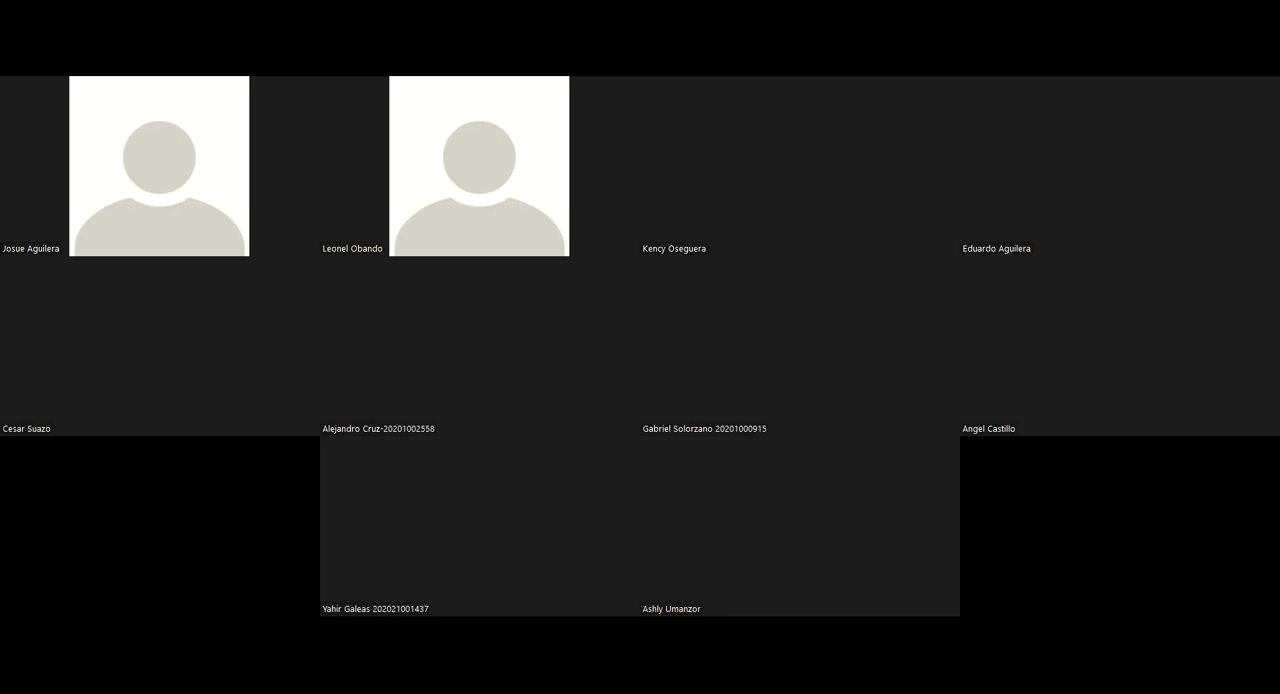 Josue Aguilera
Leonel Obando
Kency Oseguera
Eduardo Aguilera
Cesar Suazo
Alejandro Cruz-20201002558
Gabriel Solorzano 20201000915
Angel Castillo
Yahir Galeas 202021001437
Ashly Umanzor